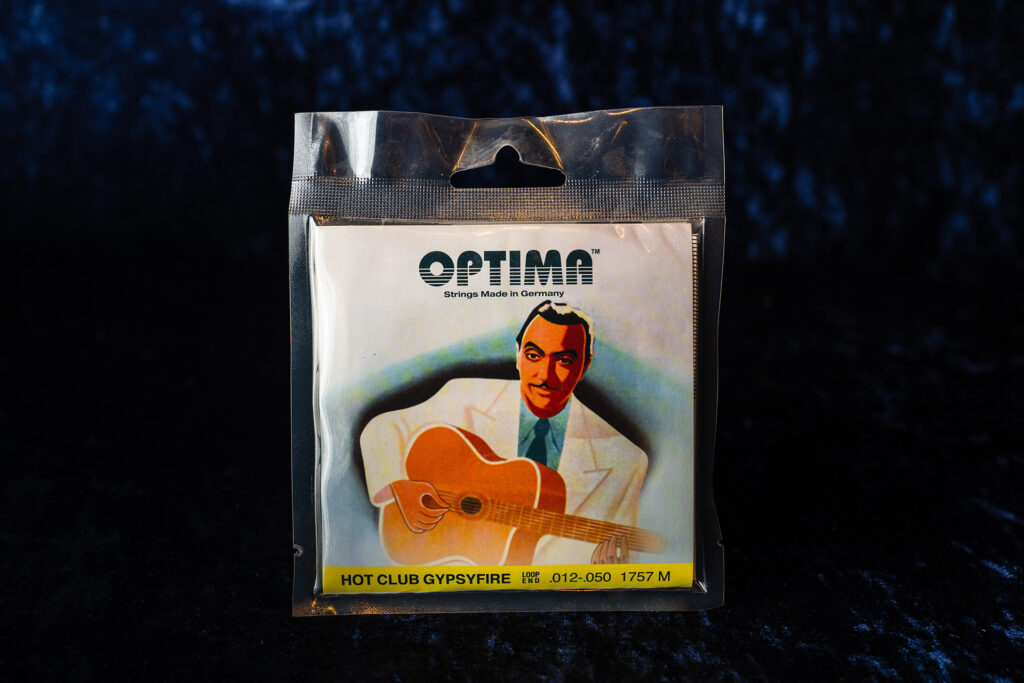 OPTIMA™
Strings Made in Germany
HOT CLUB GYPSYFIRE LOOP END .012-.050 1757 M